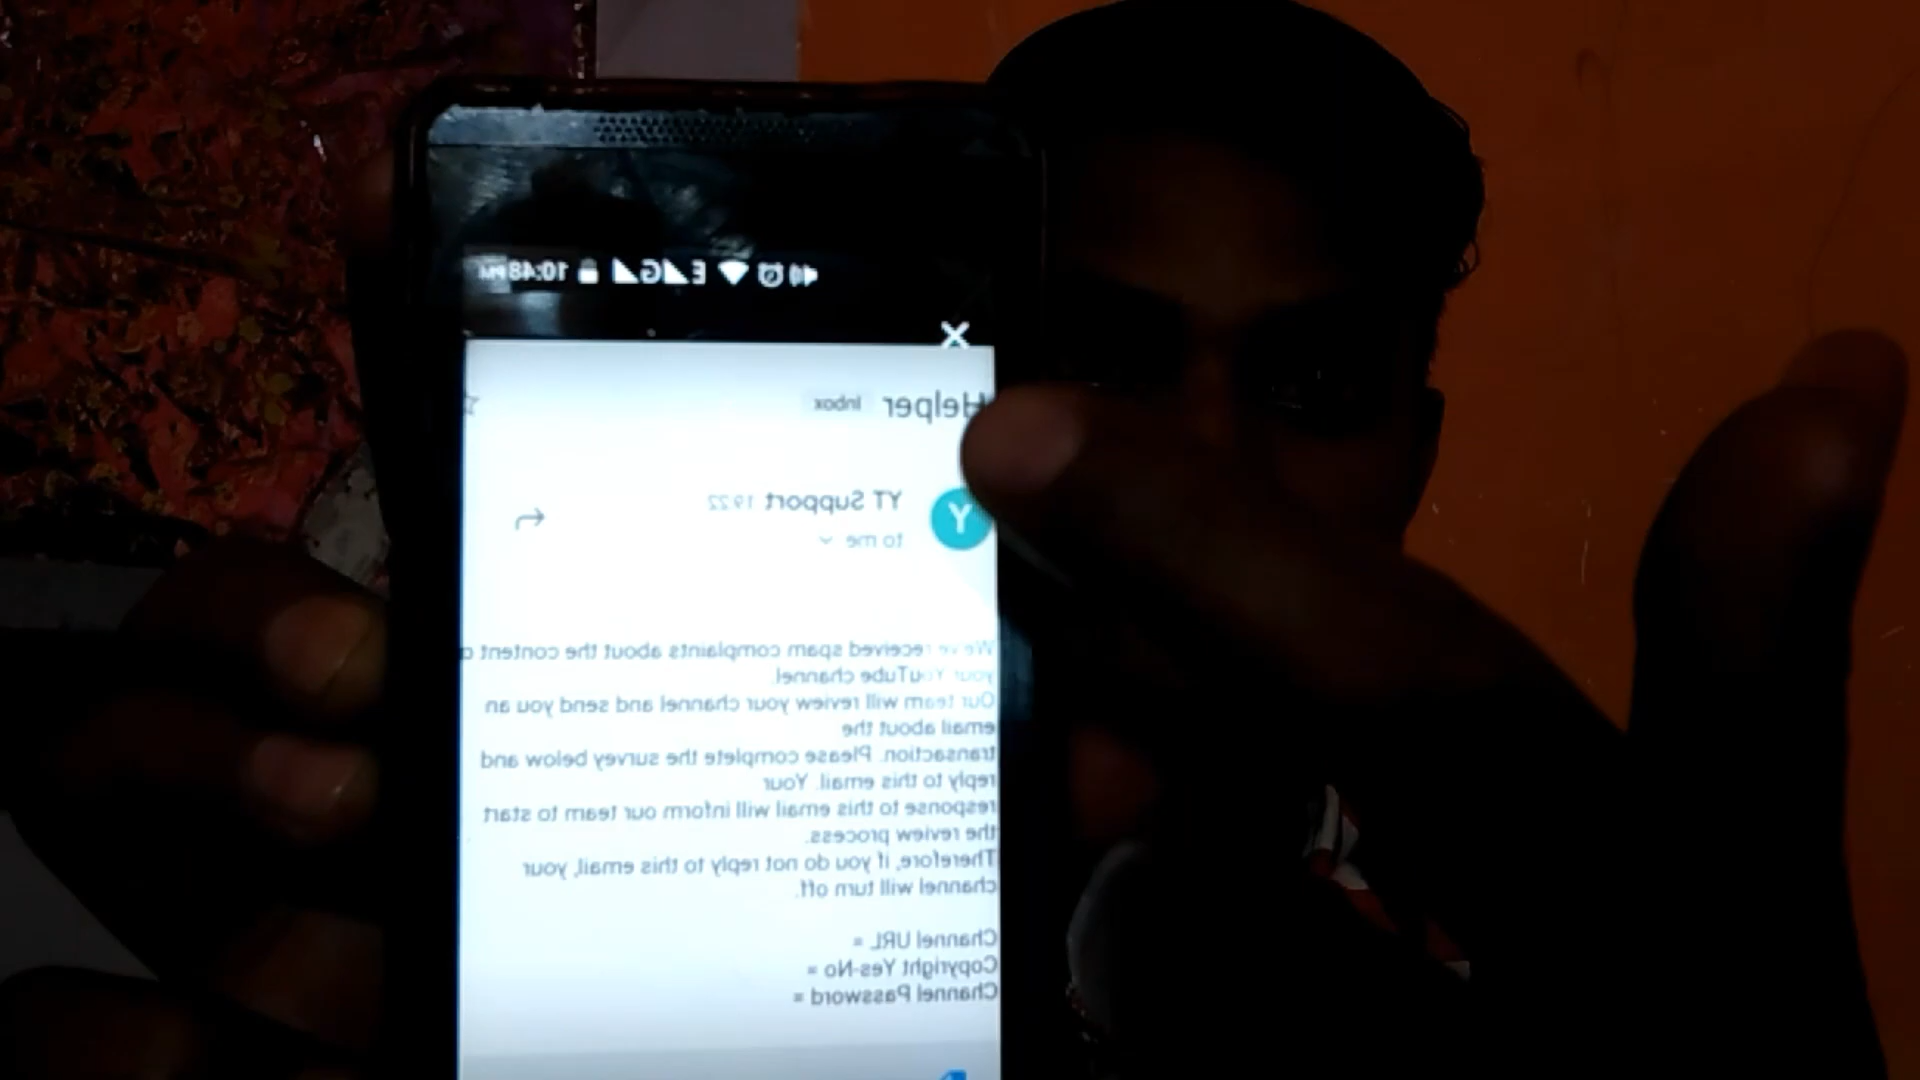 10:48 PM G E
Helper Inbox
Y YT Support 19:22
to me
We've received spam complaints about the content
your YouTube channel.
Our team will review your channel and send you an
email about the
transaction. Please complete the survey below and
reply to this email. Your
response to this email will inform our team to start
the review process.
Therefore, if you do not reply to this email, your
channel will turn off.
Channel URL =
Copyright Yes-No =
Channel Password =